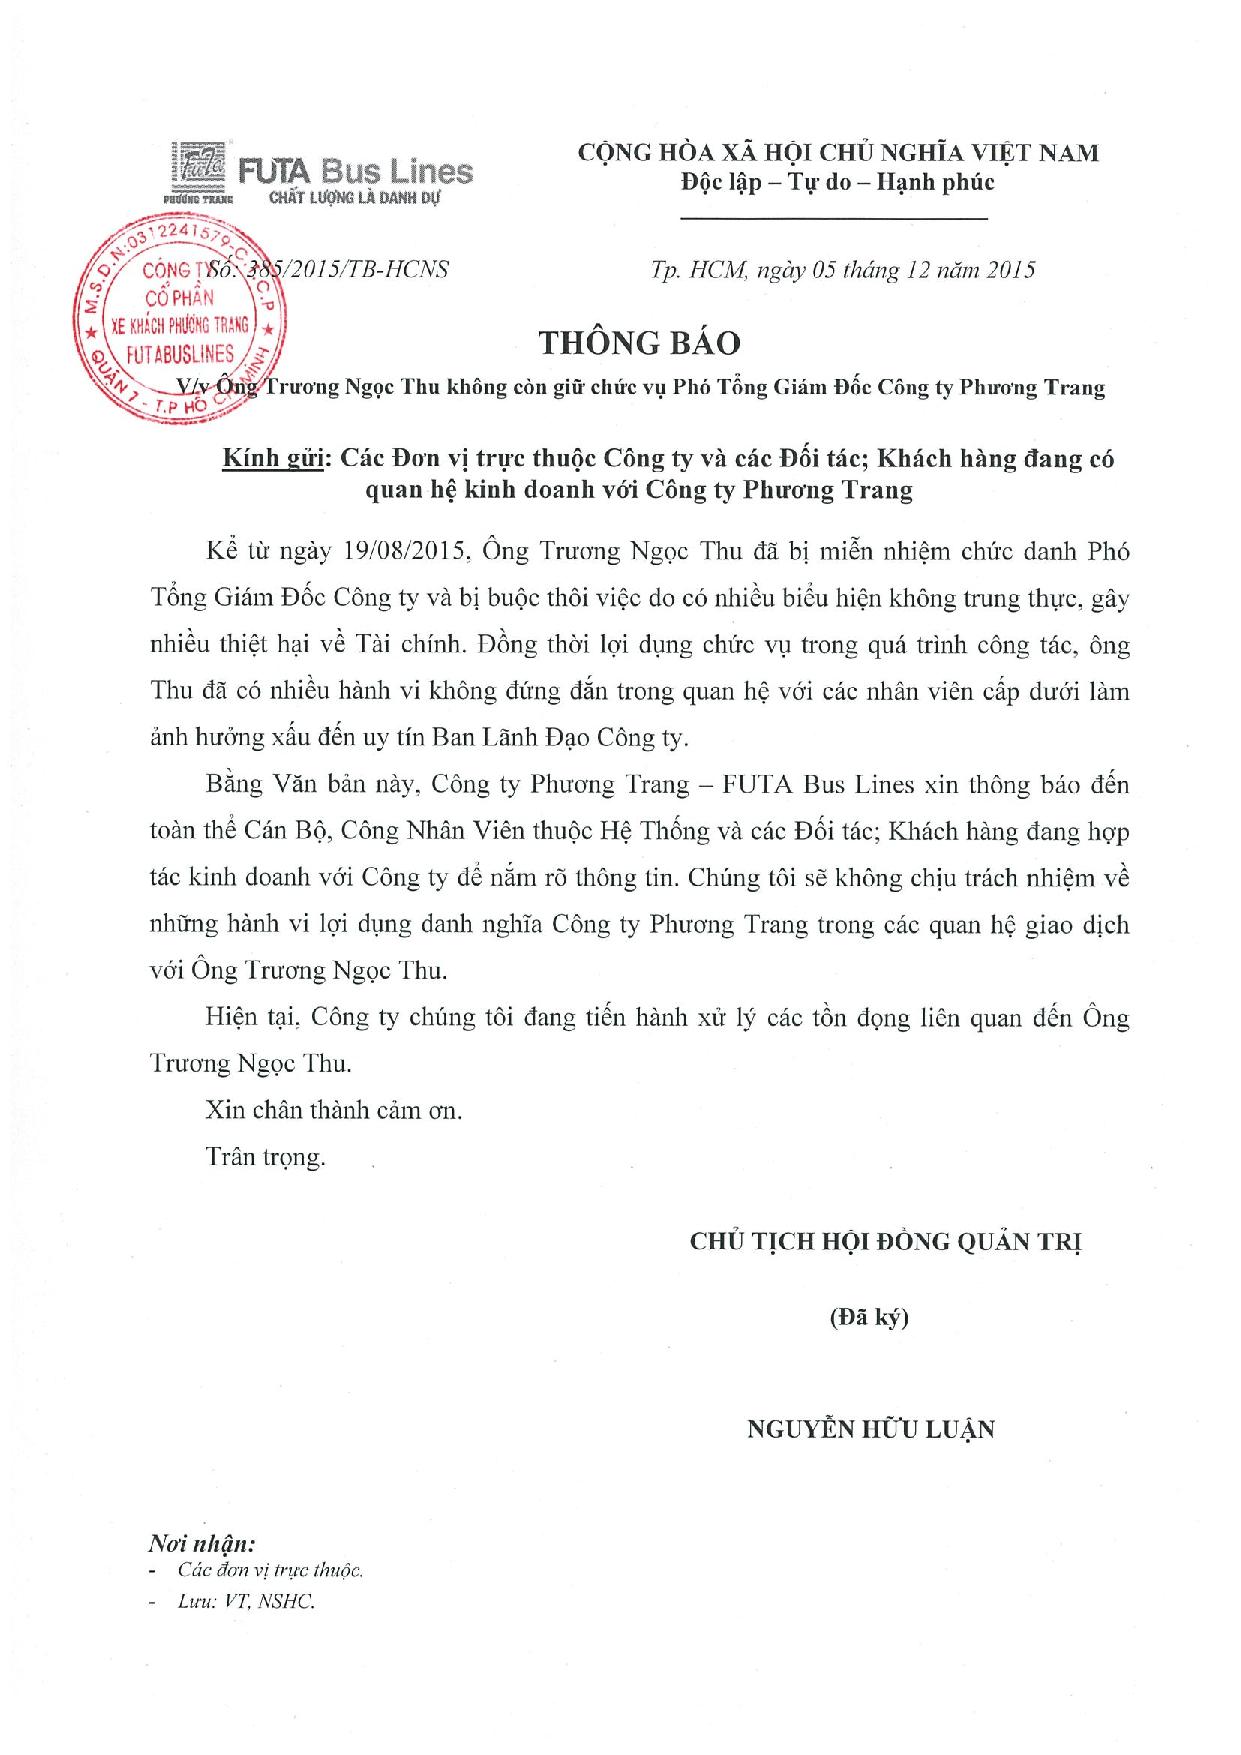 FUTA Bus Lines
PHƯƠNG TRANG
CHẤT LƯỢNG LÀ DANH DỰ
CỘNG HÒA XÃ HỘI CHỦ NGHĨA VIỆT NAM
Độc lập – Tự do – Hạnh phúc
M.S.D.N:0312241579-C.T.C.P
CÔNG TY
CỔ PHẦN
XE KHÁCH PHƯƠNG TRANG
FUTABUSLINES
QUẬN 7 - T.P HỒ CHÍ MINH
Số: 385/2015/TB-HCNS
Tp. HCM, ngày 05 tháng 12 năm 2015
THÔNG BÁO
V/v Ông Trương Ngọc Thu không còn giữ chức vụ Phó Tổng Giám Đốc Công ty Phương Trang
Kính gửi: Các Đơn vị trực thuộc Công ty và các Đối tác; Khách hàng đang có
quan hệ kinh doanh với Công ty Phương Trang
Kể từ ngày 19/08/2015, Ông Trương Ngọc Thu đã bị miễn nhiệm chức danh Phó
Tổng Giám Đốc Công ty và bị buộc thôi việc do có nhiều biểu hiện không trung thực, gây
nhiều thiệt hại về Tài chính. Đồng thời lợi dụng chức vụ trong quá trình công tác, ông
Thu đã có nhiều hành vi không đứng đắn trong quan hệ với các nhân viên cấp dưới làm
ảnh hưởng xấu đến uy tín Ban Lãnh Đạo Công ty.
Bằng Văn bản này, Công ty Phương Trang – FUTA Bus Lines xin thông báo đến
toàn thể Cán Bộ, Công Nhân Viên thuộc Hệ Thống và các Đối tác; Khách hàng đang hợp
tác kinh doanh với Công ty để nắm rõ thông tin. Chúng tôi sẽ không chịu trách nhiệm về
những hành vi lợi dụng danh nghĩa Công ty Phương Trang trong các quan hệ giao dịch
với Ông Trương Ngọc Thu.
Hiện tại, Công ty chúng tôi đang tiến hành xử lý các tồn đọng liên quan đến Ông
Trương Ngọc Thu.
Xin chân thành cảm ơn.
Trân trọng.
CHỦ TỊCH HỘI ĐỒNG QUẢN TRỊ
(Đã ký)
NGUYỄN HỮU LUẬN
Nơi nhận:
- Các đơn vị trực thuộc.
- Lưu: VT, NSHC.